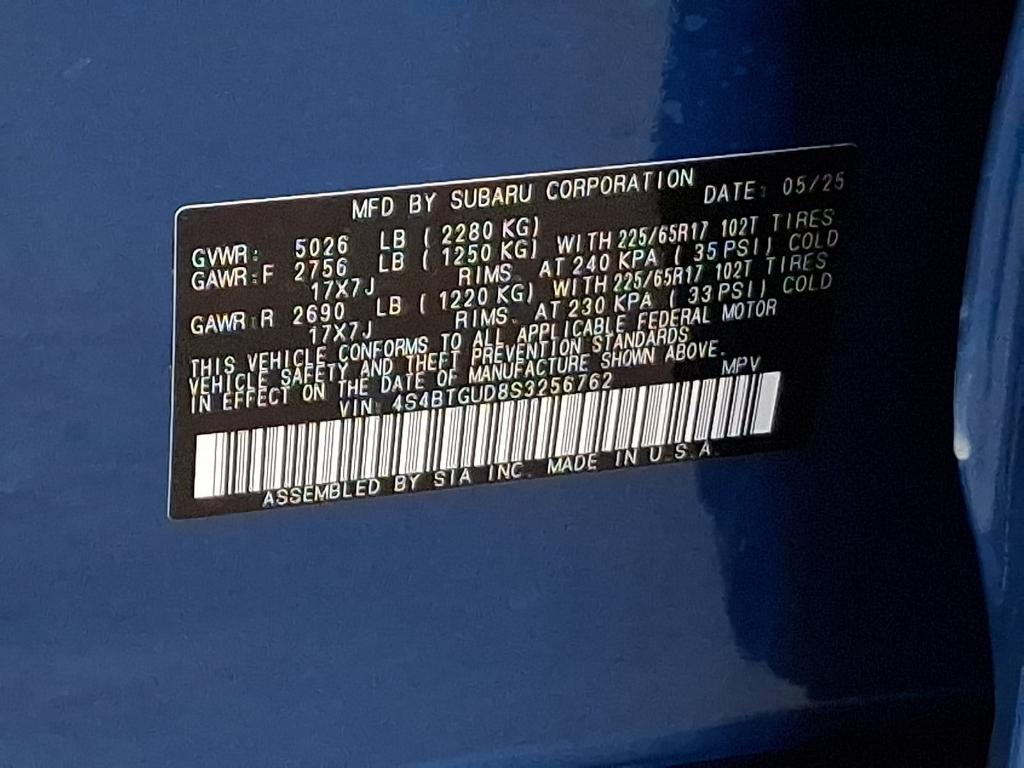 MFD BY SUBARU CORPORATION DATE: 05/25
GVWR: 5026 LB ( 2280 KG)
GAWR:F 2756 LB ( 1250 KG) WITH 225/65R17 102T TIRES
17X7J RIMS AT 240 KPA ( 35 PSI) COLD
GAWR:R 2690 LB ( 1220 KG) WITH 225/65R17 102T TIRES
17X7J RIMS AT 230 KPA ( 33 PSI) COLD
THIS VEHICLE CONFORMS TO ALL APPLICABLE FEDERAL MOTOR
VEHICLE SAFETY AND THEFT PREVENTION STANDARDS
IN EFFECT ON THE DATE OF MANUFACTURE SHOWN ABOVE.
VIN: 4S4BTGUD8S3256762 MPV
ASSEMBLED BY SIA INC. MADE IN U.S.A.